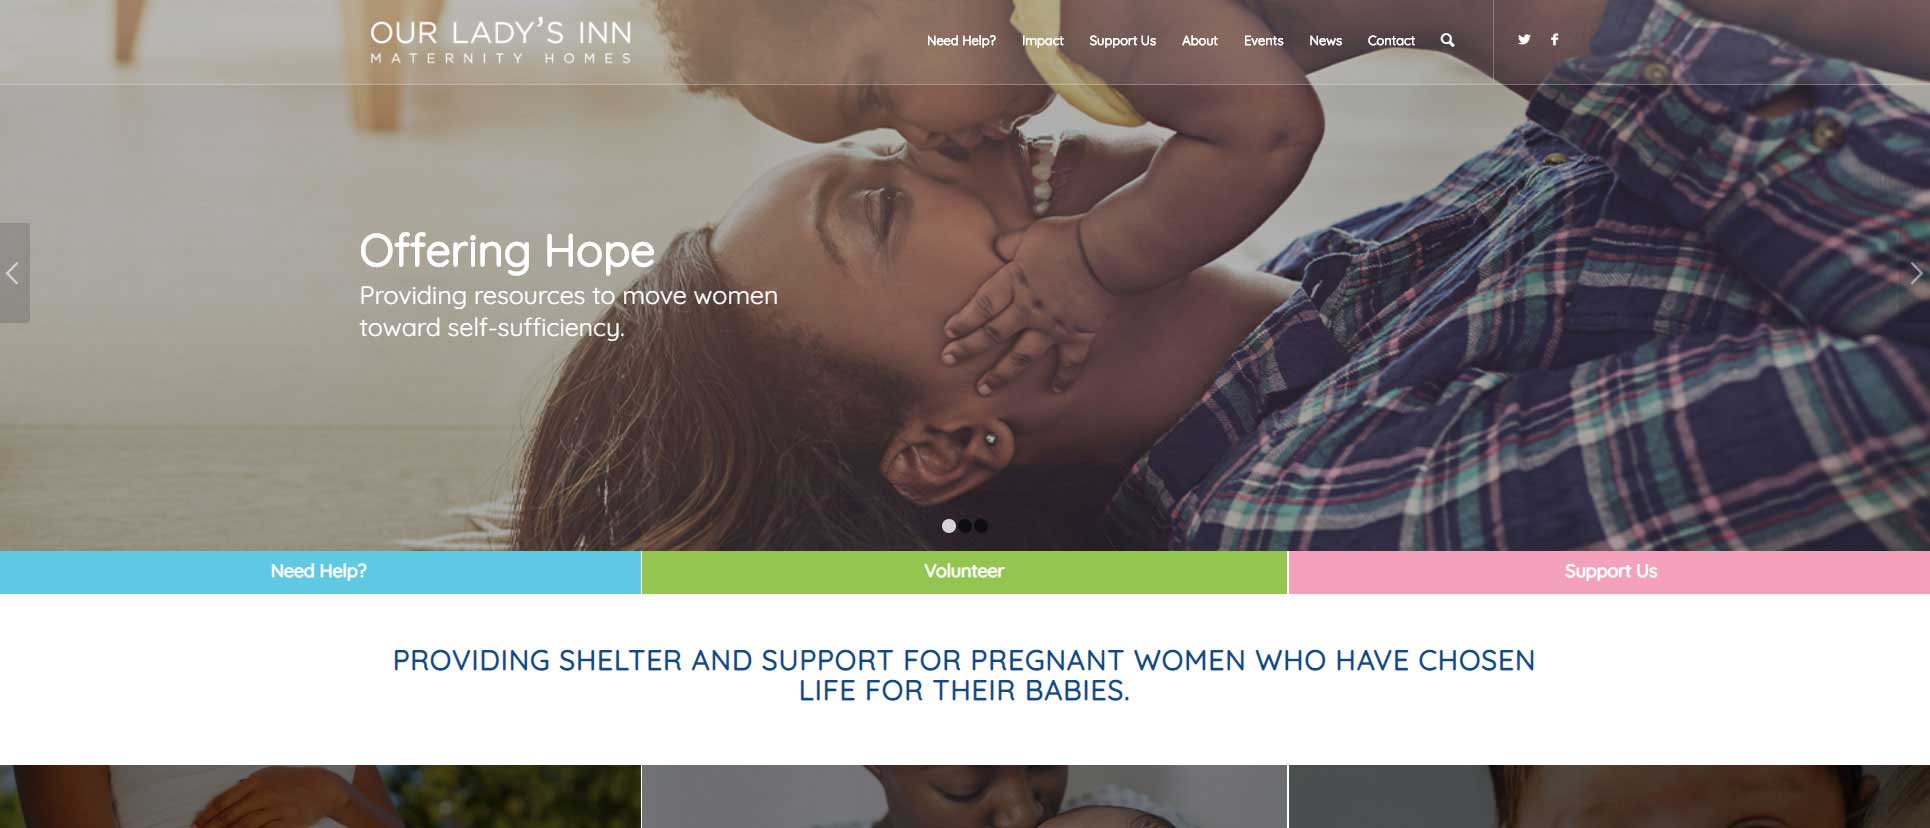 OUR LADY'S INN
MATERNITY HOMES
Need Help? Impact Support Us About Events News Contact
Offering Hope
Providing resources to move women
toward self-sufficiency.
Need Help? Volunteer Support Us
PROVIDING SHELTER AND SUPPORT FOR PREGNANT WOMEN WHO HAVE CHOSEN
LIFE FOR THEIR BABIES.